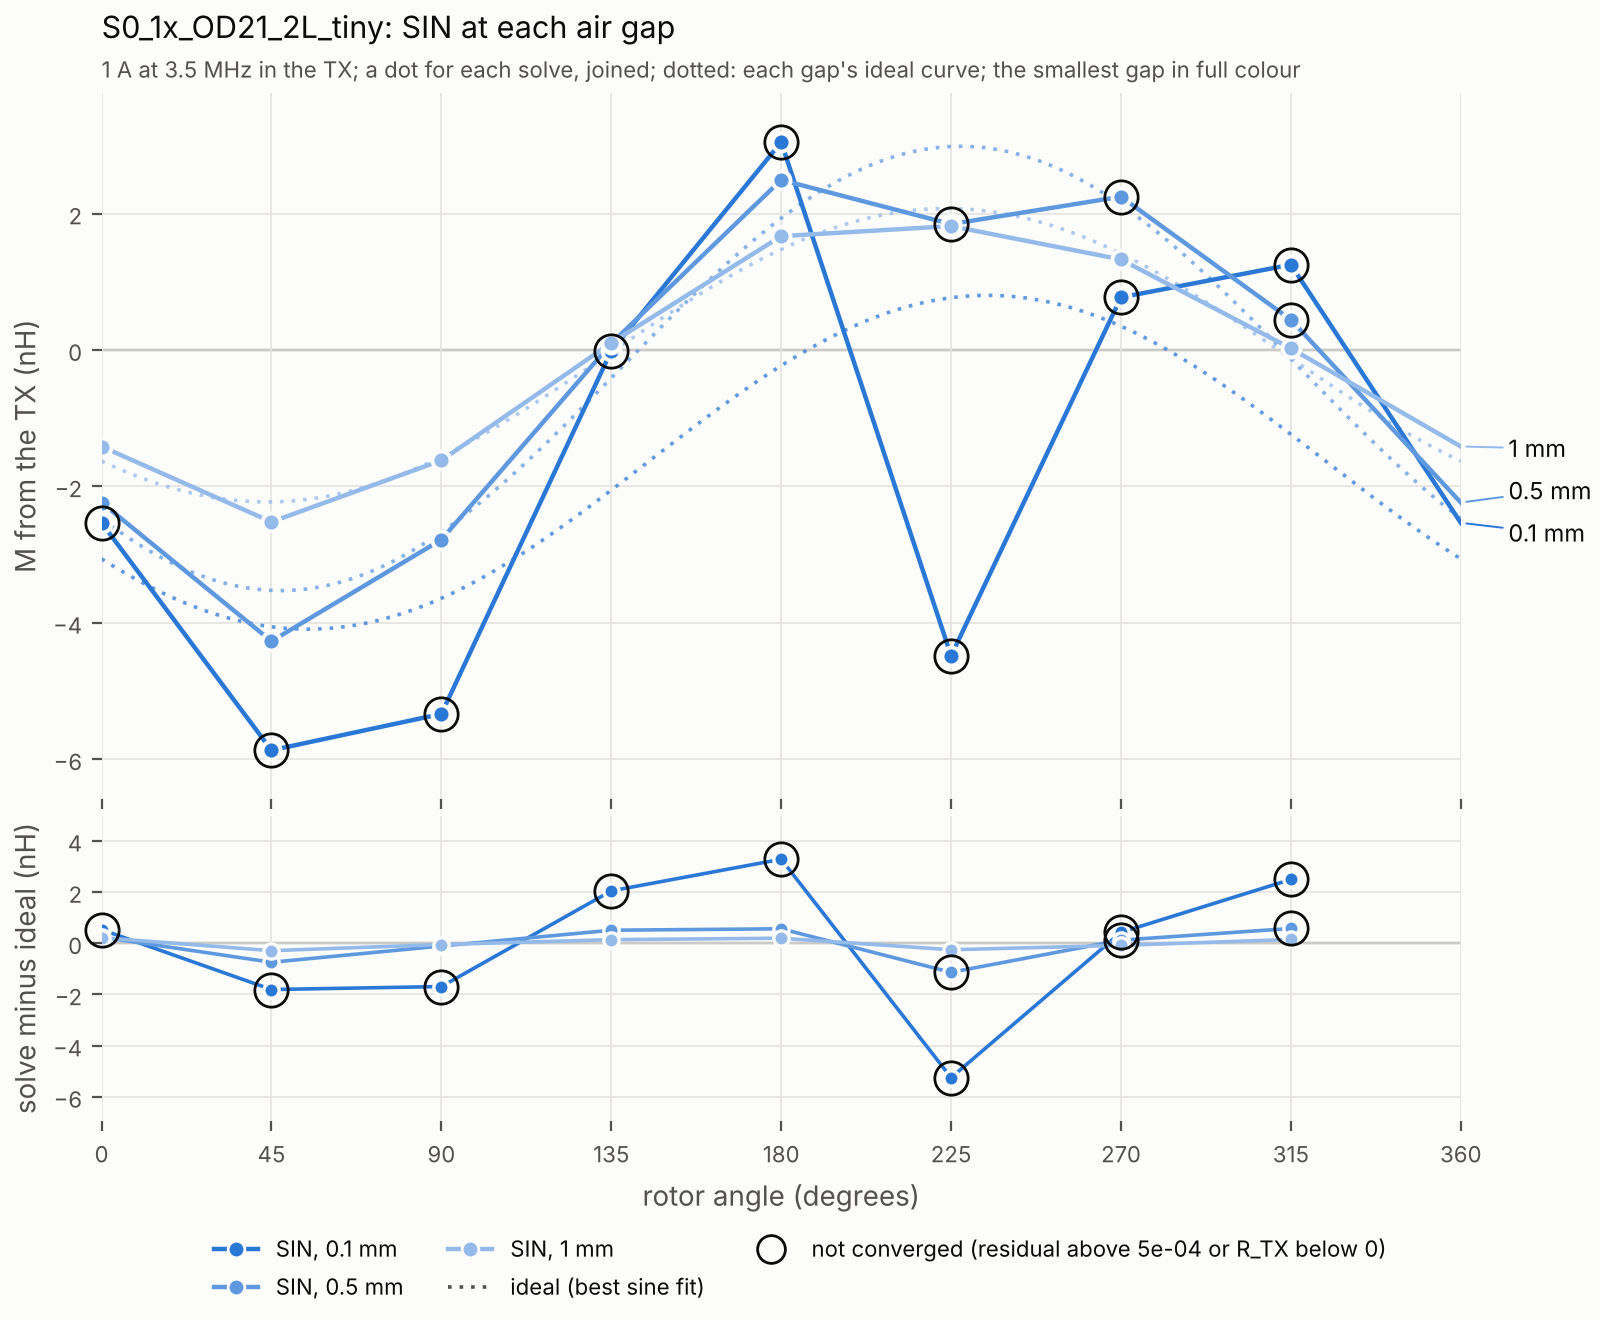 S0_1x_OD21_2L_tiny: SIN at each air gap
1 A at 3.5 MHz in the TX; a dot for each solve, joined; dotted: each gap's ideal curve; the smallest gap in full colour
M from the TX (nH)
2
0
−2
−4
−6
1 mm
0.5 mm
0.1 mm
solve minus ideal (nH)
4
2
0
−2
−4
−6
0 45 90 135 180 225 270 315 360
rotor angle (degrees)
SIN, 0.1 mm SIN, 1 mm not converged (residual above 5e-04 or R_TX below 0)
SIN, 0.5 mm ideal (best sine fit)